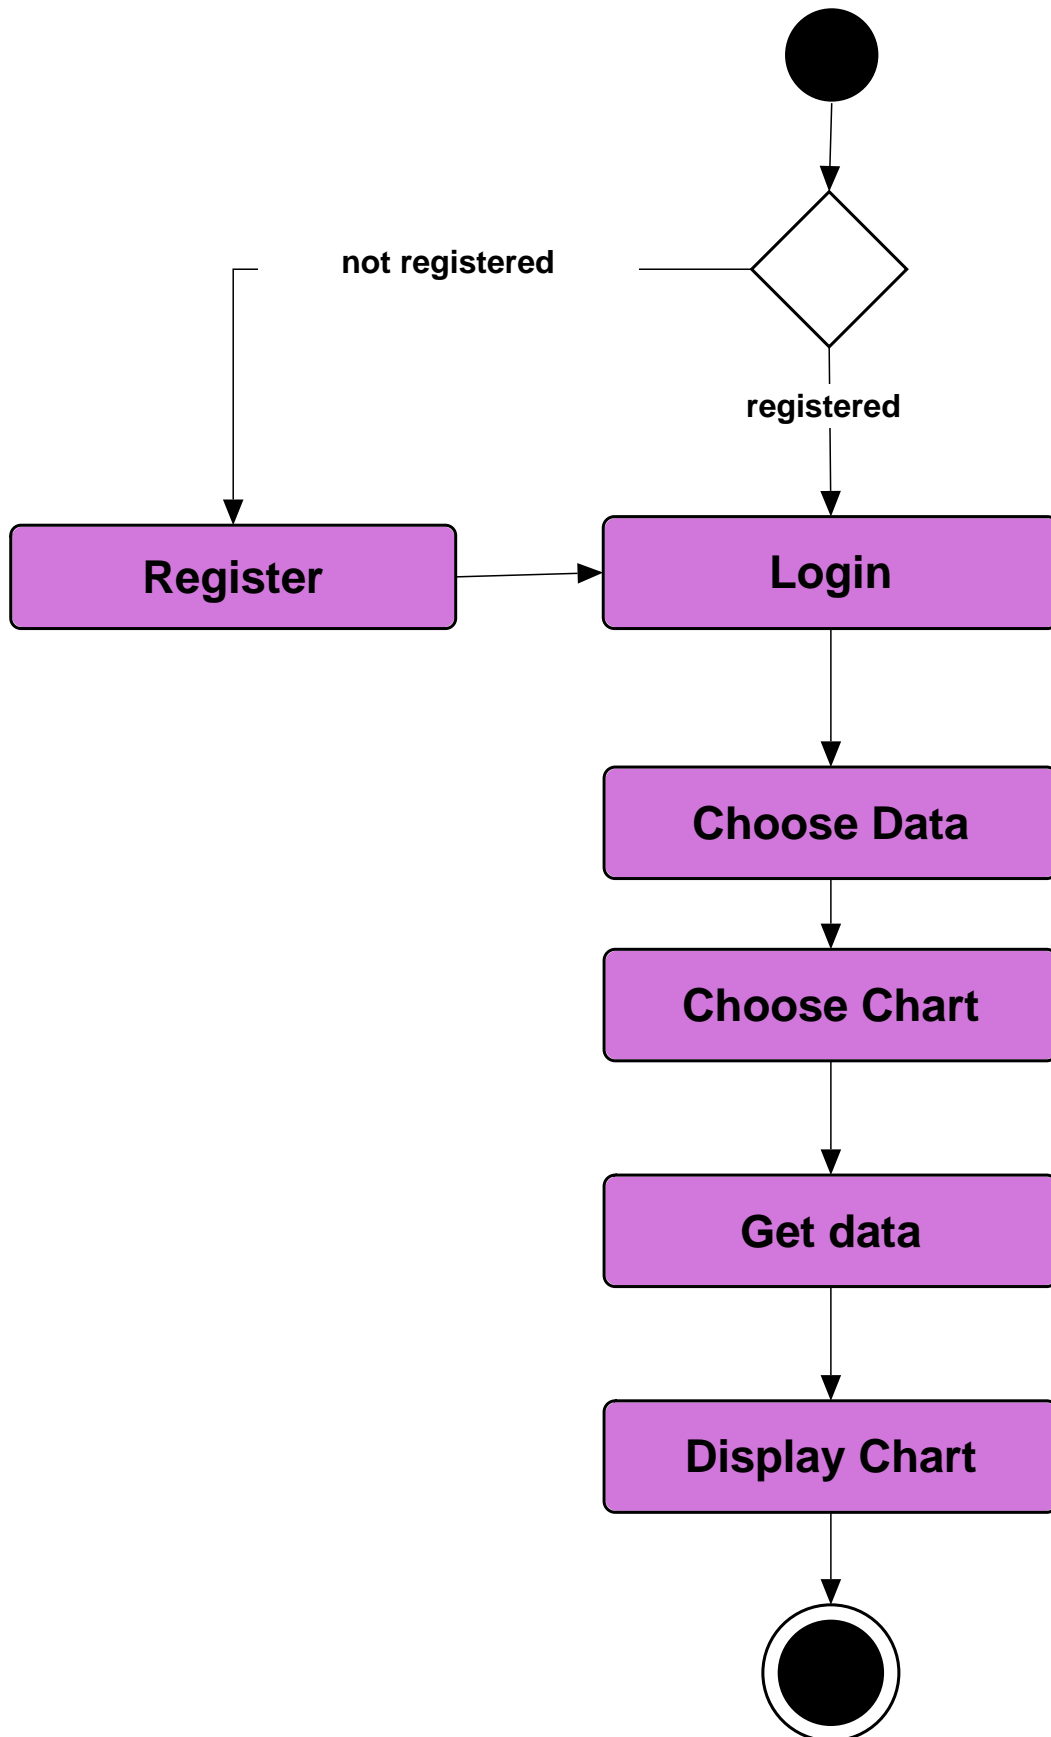 not registered
registered
Register
Login
Choose Data
Choose Chart
Get data
Display Chart